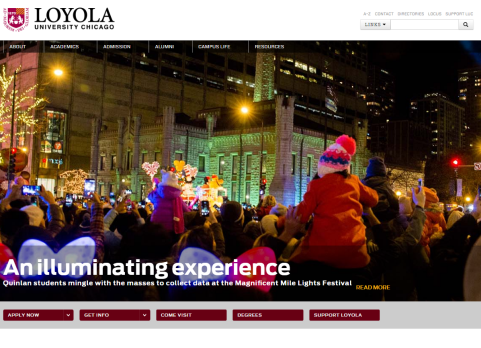 A-Z CONTACT DIRECTORIES LOCUS SUPPORT LUC
LOYOLA
UNIVERSITY CHICAGO
LINKS
ABOUT ACADEMICS ADMISSION ALUMNI CAMPUS LIFE RESOURCES
An illuminating experience
Quinlan students mingle with the masses to collect data at the Magnificent Mile Lights Festival READ MORE
APPLY NOW GET INFO COME VISIT DEGREES SUPPORT LOYOLA